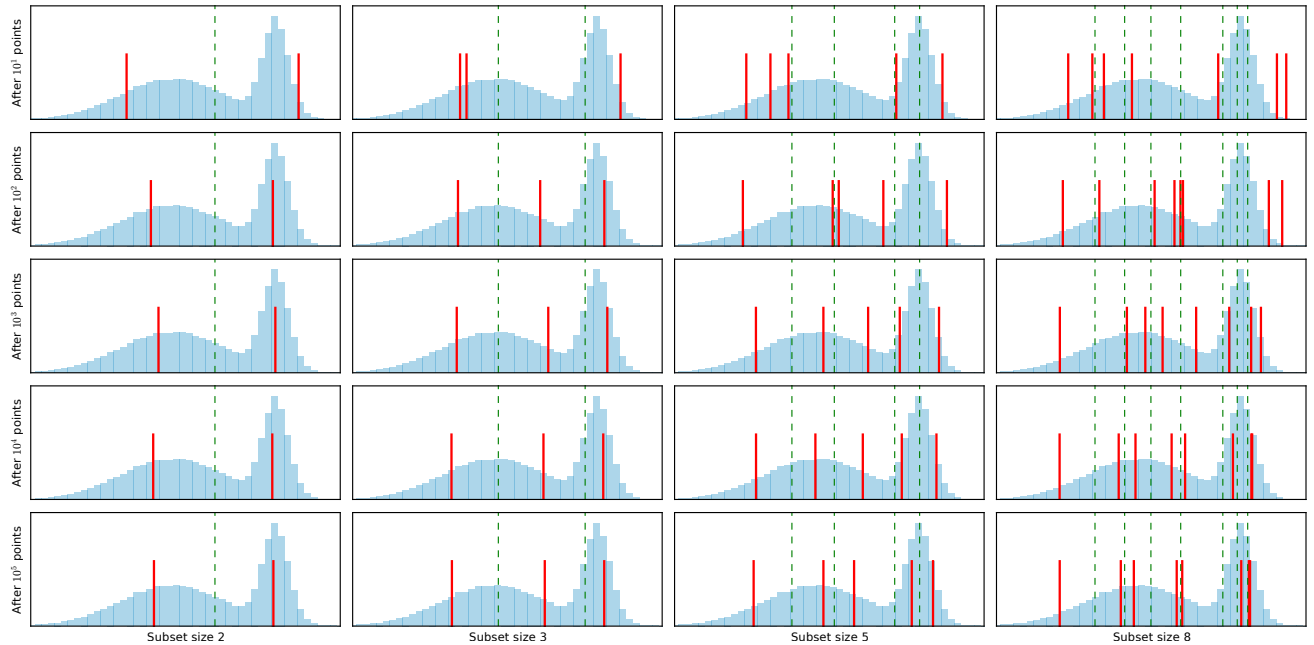 After 10¹ points
After 10² points
After 10³ points
After 10⁴ points
After 10⁵ points
Subset size 2
Subset size 3
Subset size 5
Subset size 8